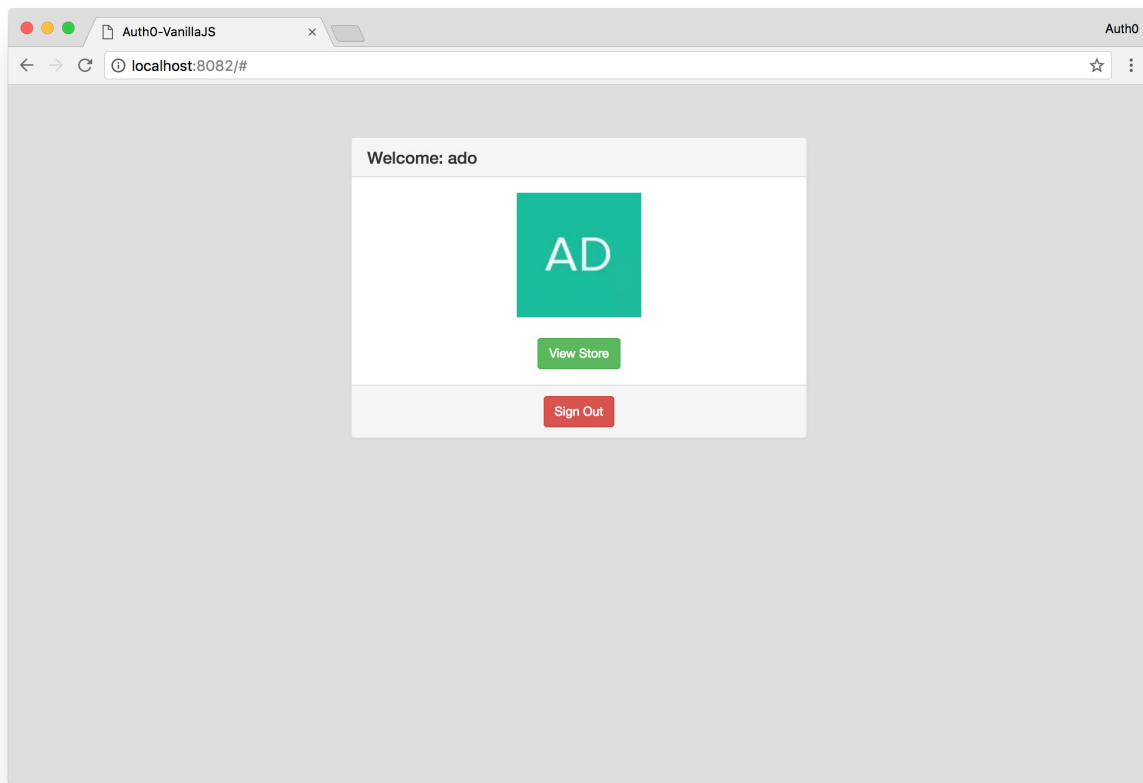 Auth0-VanillaJS
Auth0
localhost:8082/#
Welcome: ado
AD
View Store
Sign Out